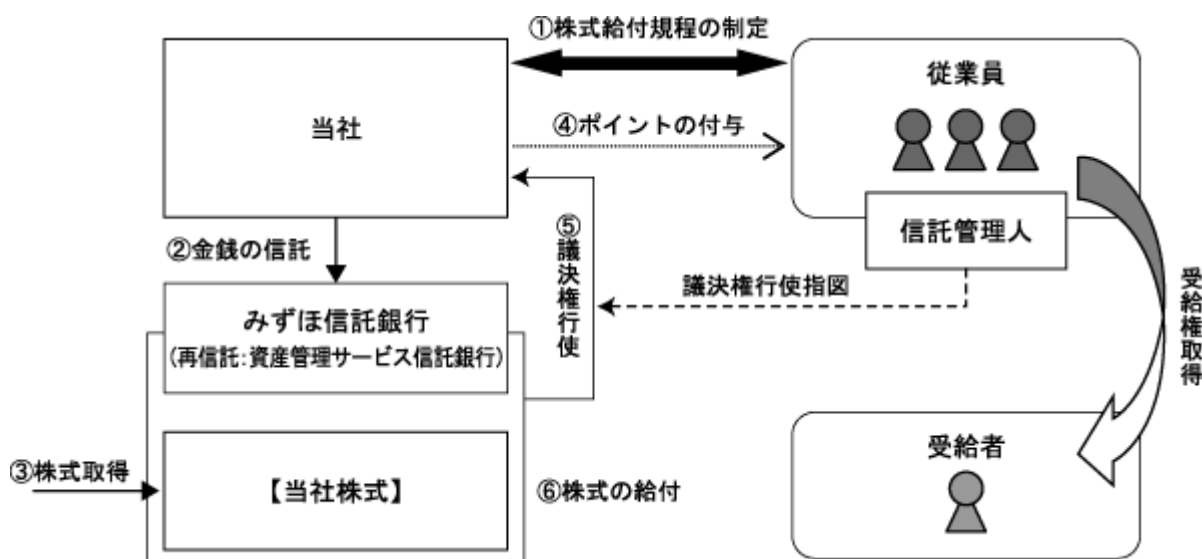 ①株式給付規程の制定
当社
従業員
④ポイントの付与
信託管理人
②金銭の信託
⑤議決権行使
議決権行使指図
受給権取得
みずほ信託銀行
(再信託:資産管理サービス信託銀行)
③株式取得
【当社株式】
⑥株式の給付
受給者